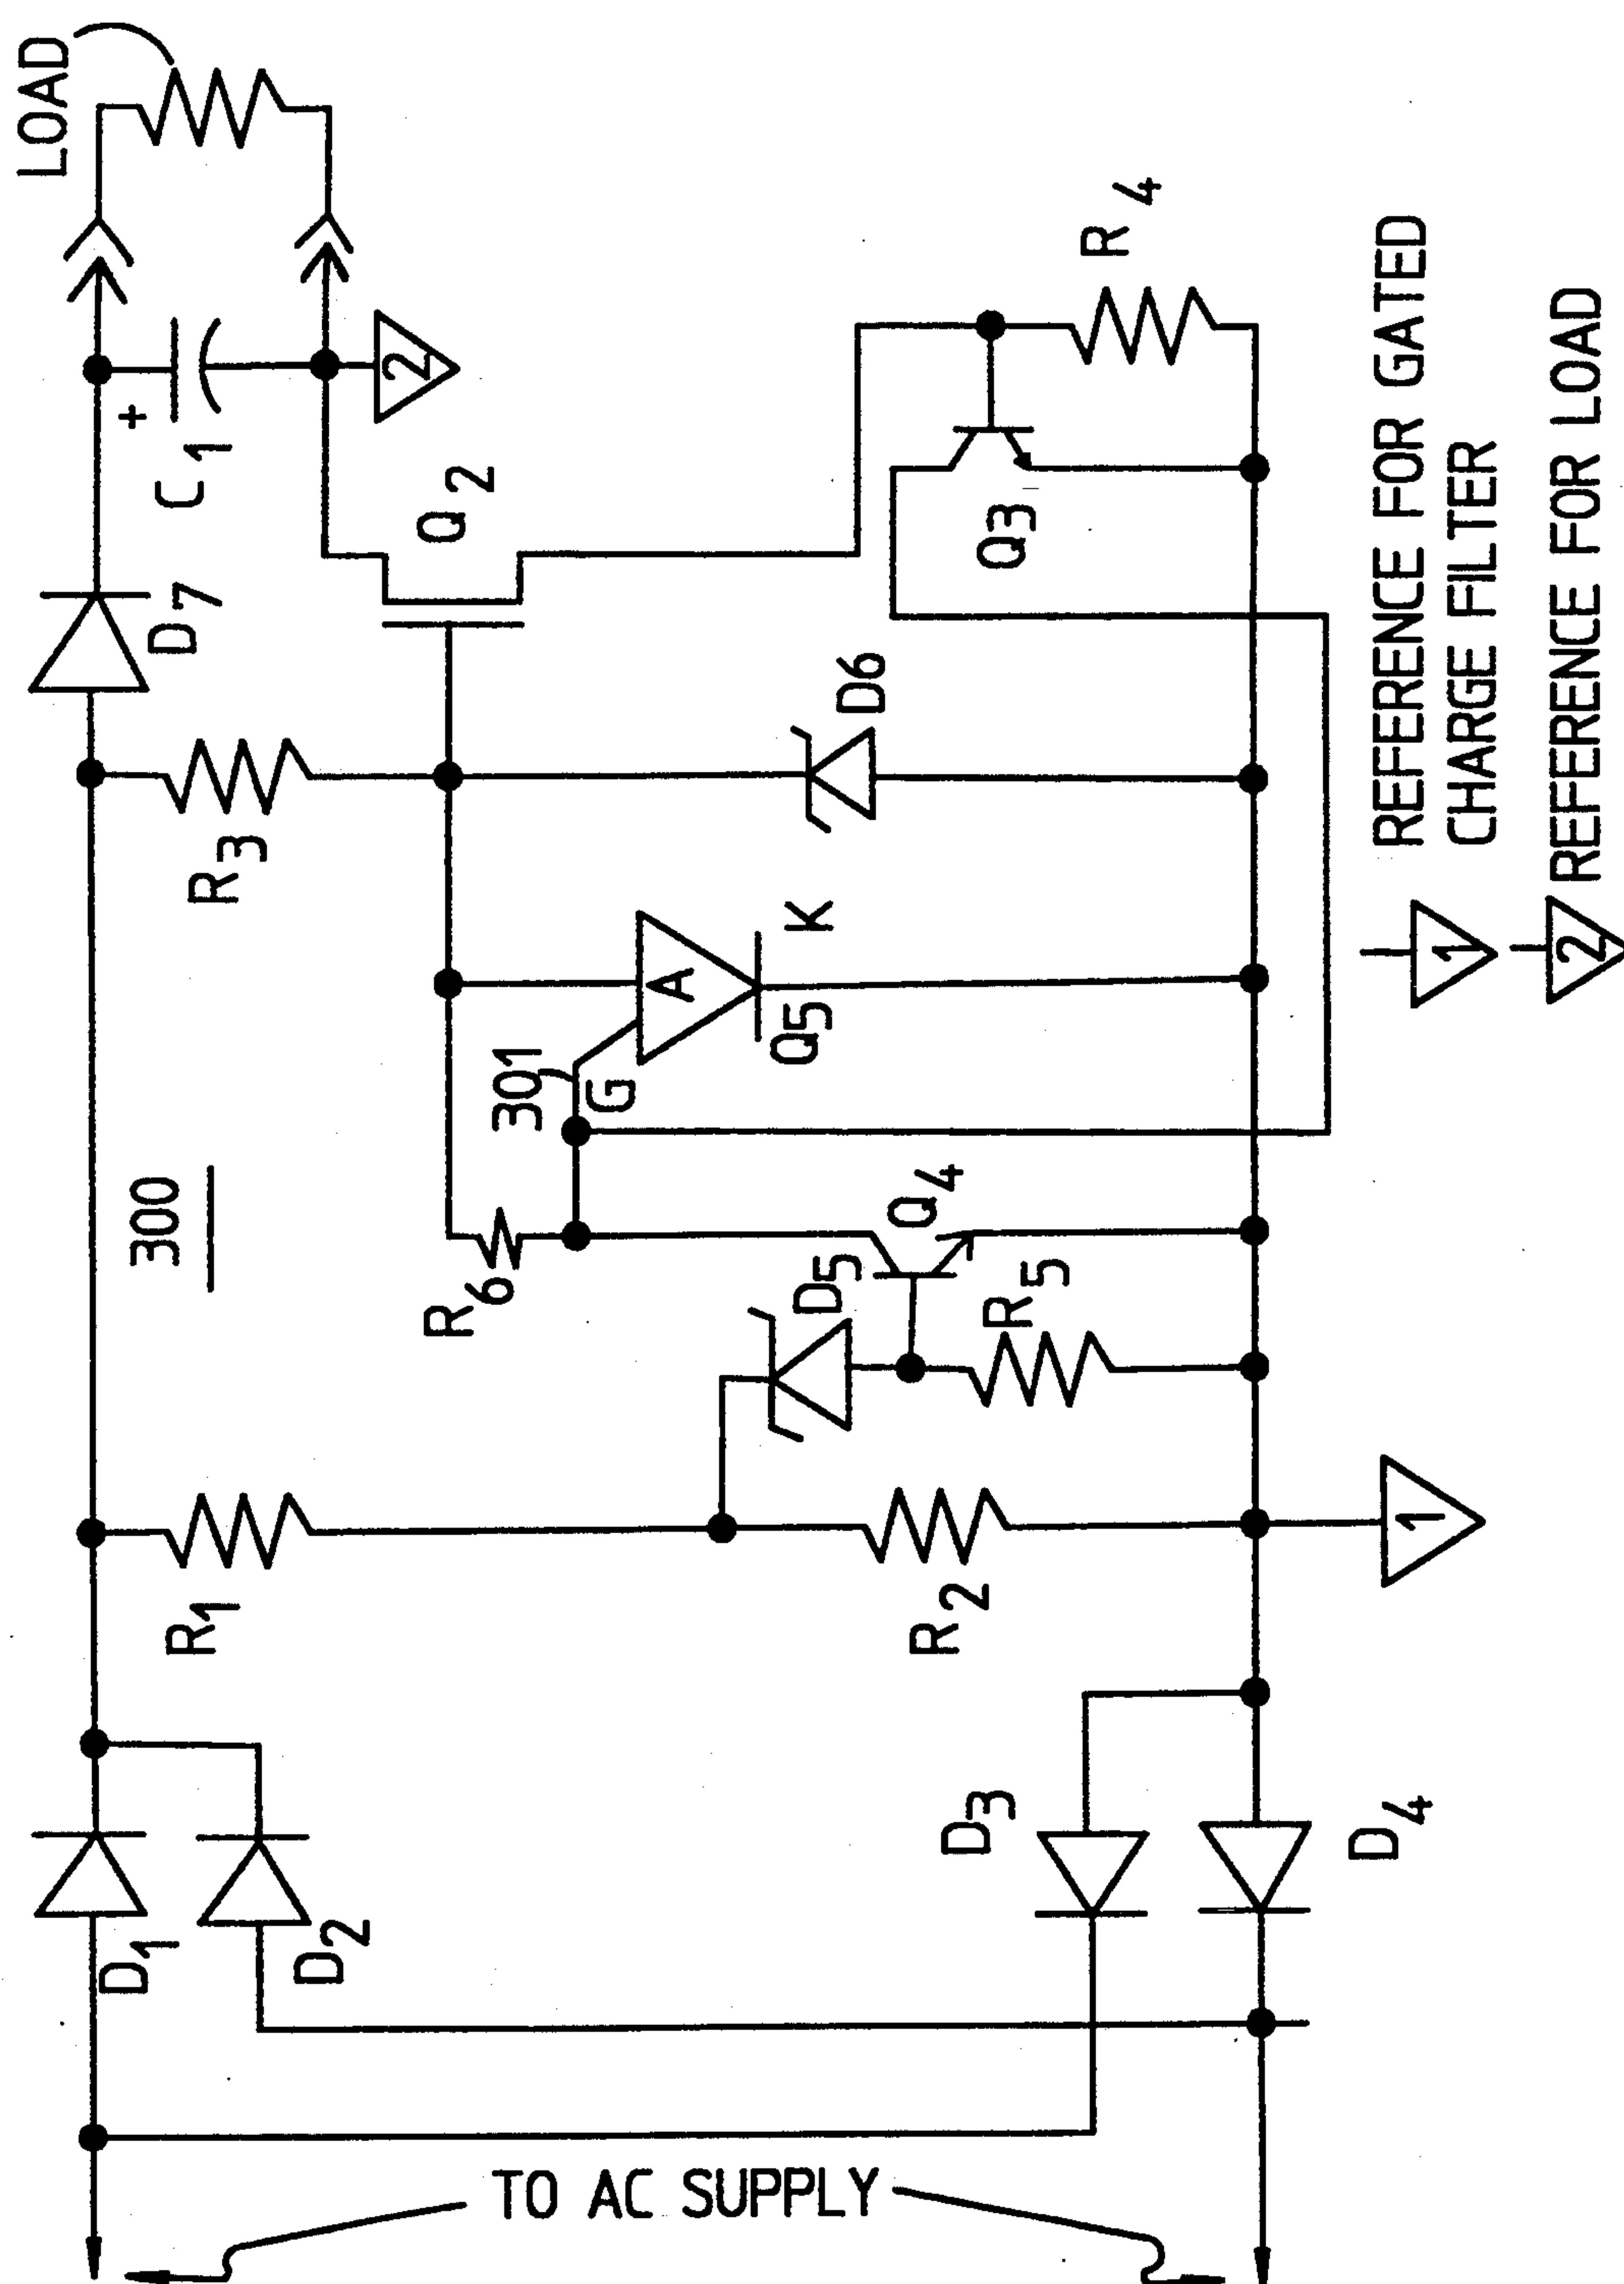 LOAD
C1
+
D7
R3
300
R1
D1
D2
2
Q2
R6
301
G
A
K
Q5
D6
Q3
R4
Q4
D5
R5
R2
D3
D4
1
TO AC SUPPLY
1
REFERENCE FOR GATED
CHARGE FILTER
2
REFERENCE FOR LOAD